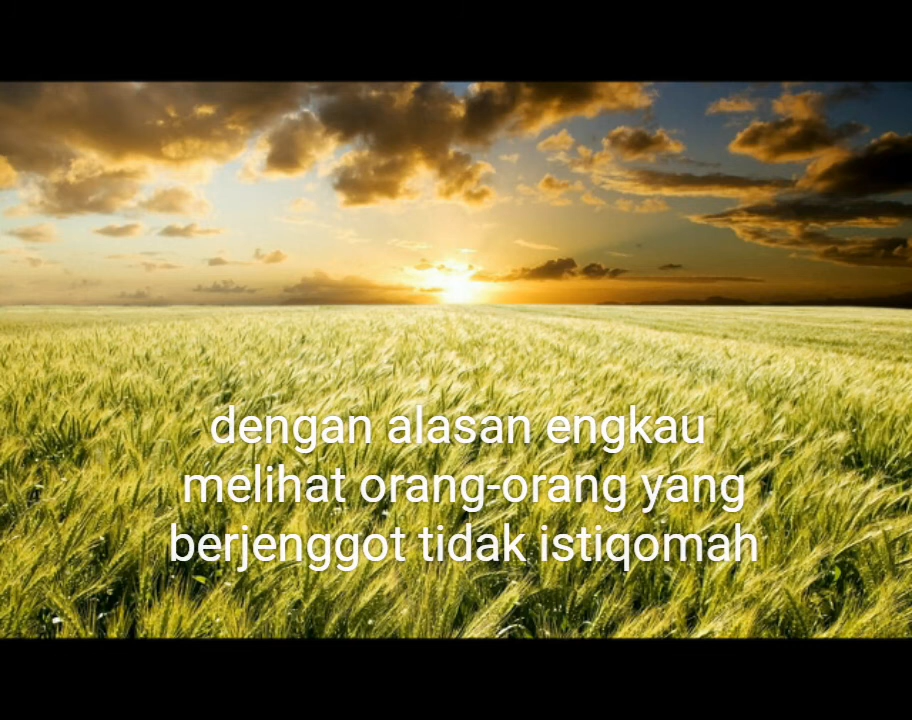 dengan alasan engkau
melihat orang-orang yang
berjenggot tidak istiqomah